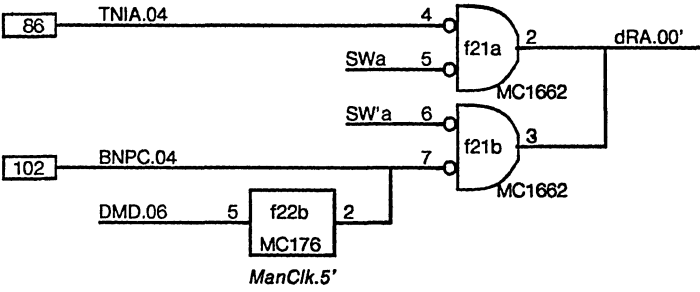 86 TNIA.04 4 f21a 2 dRA.00'
SWa 5
MC1662
SW'a 6 f21b 3
102 BNPC.04 7
MC1662
DMD.06 5 f22b 2
MC176
ManClk.5'